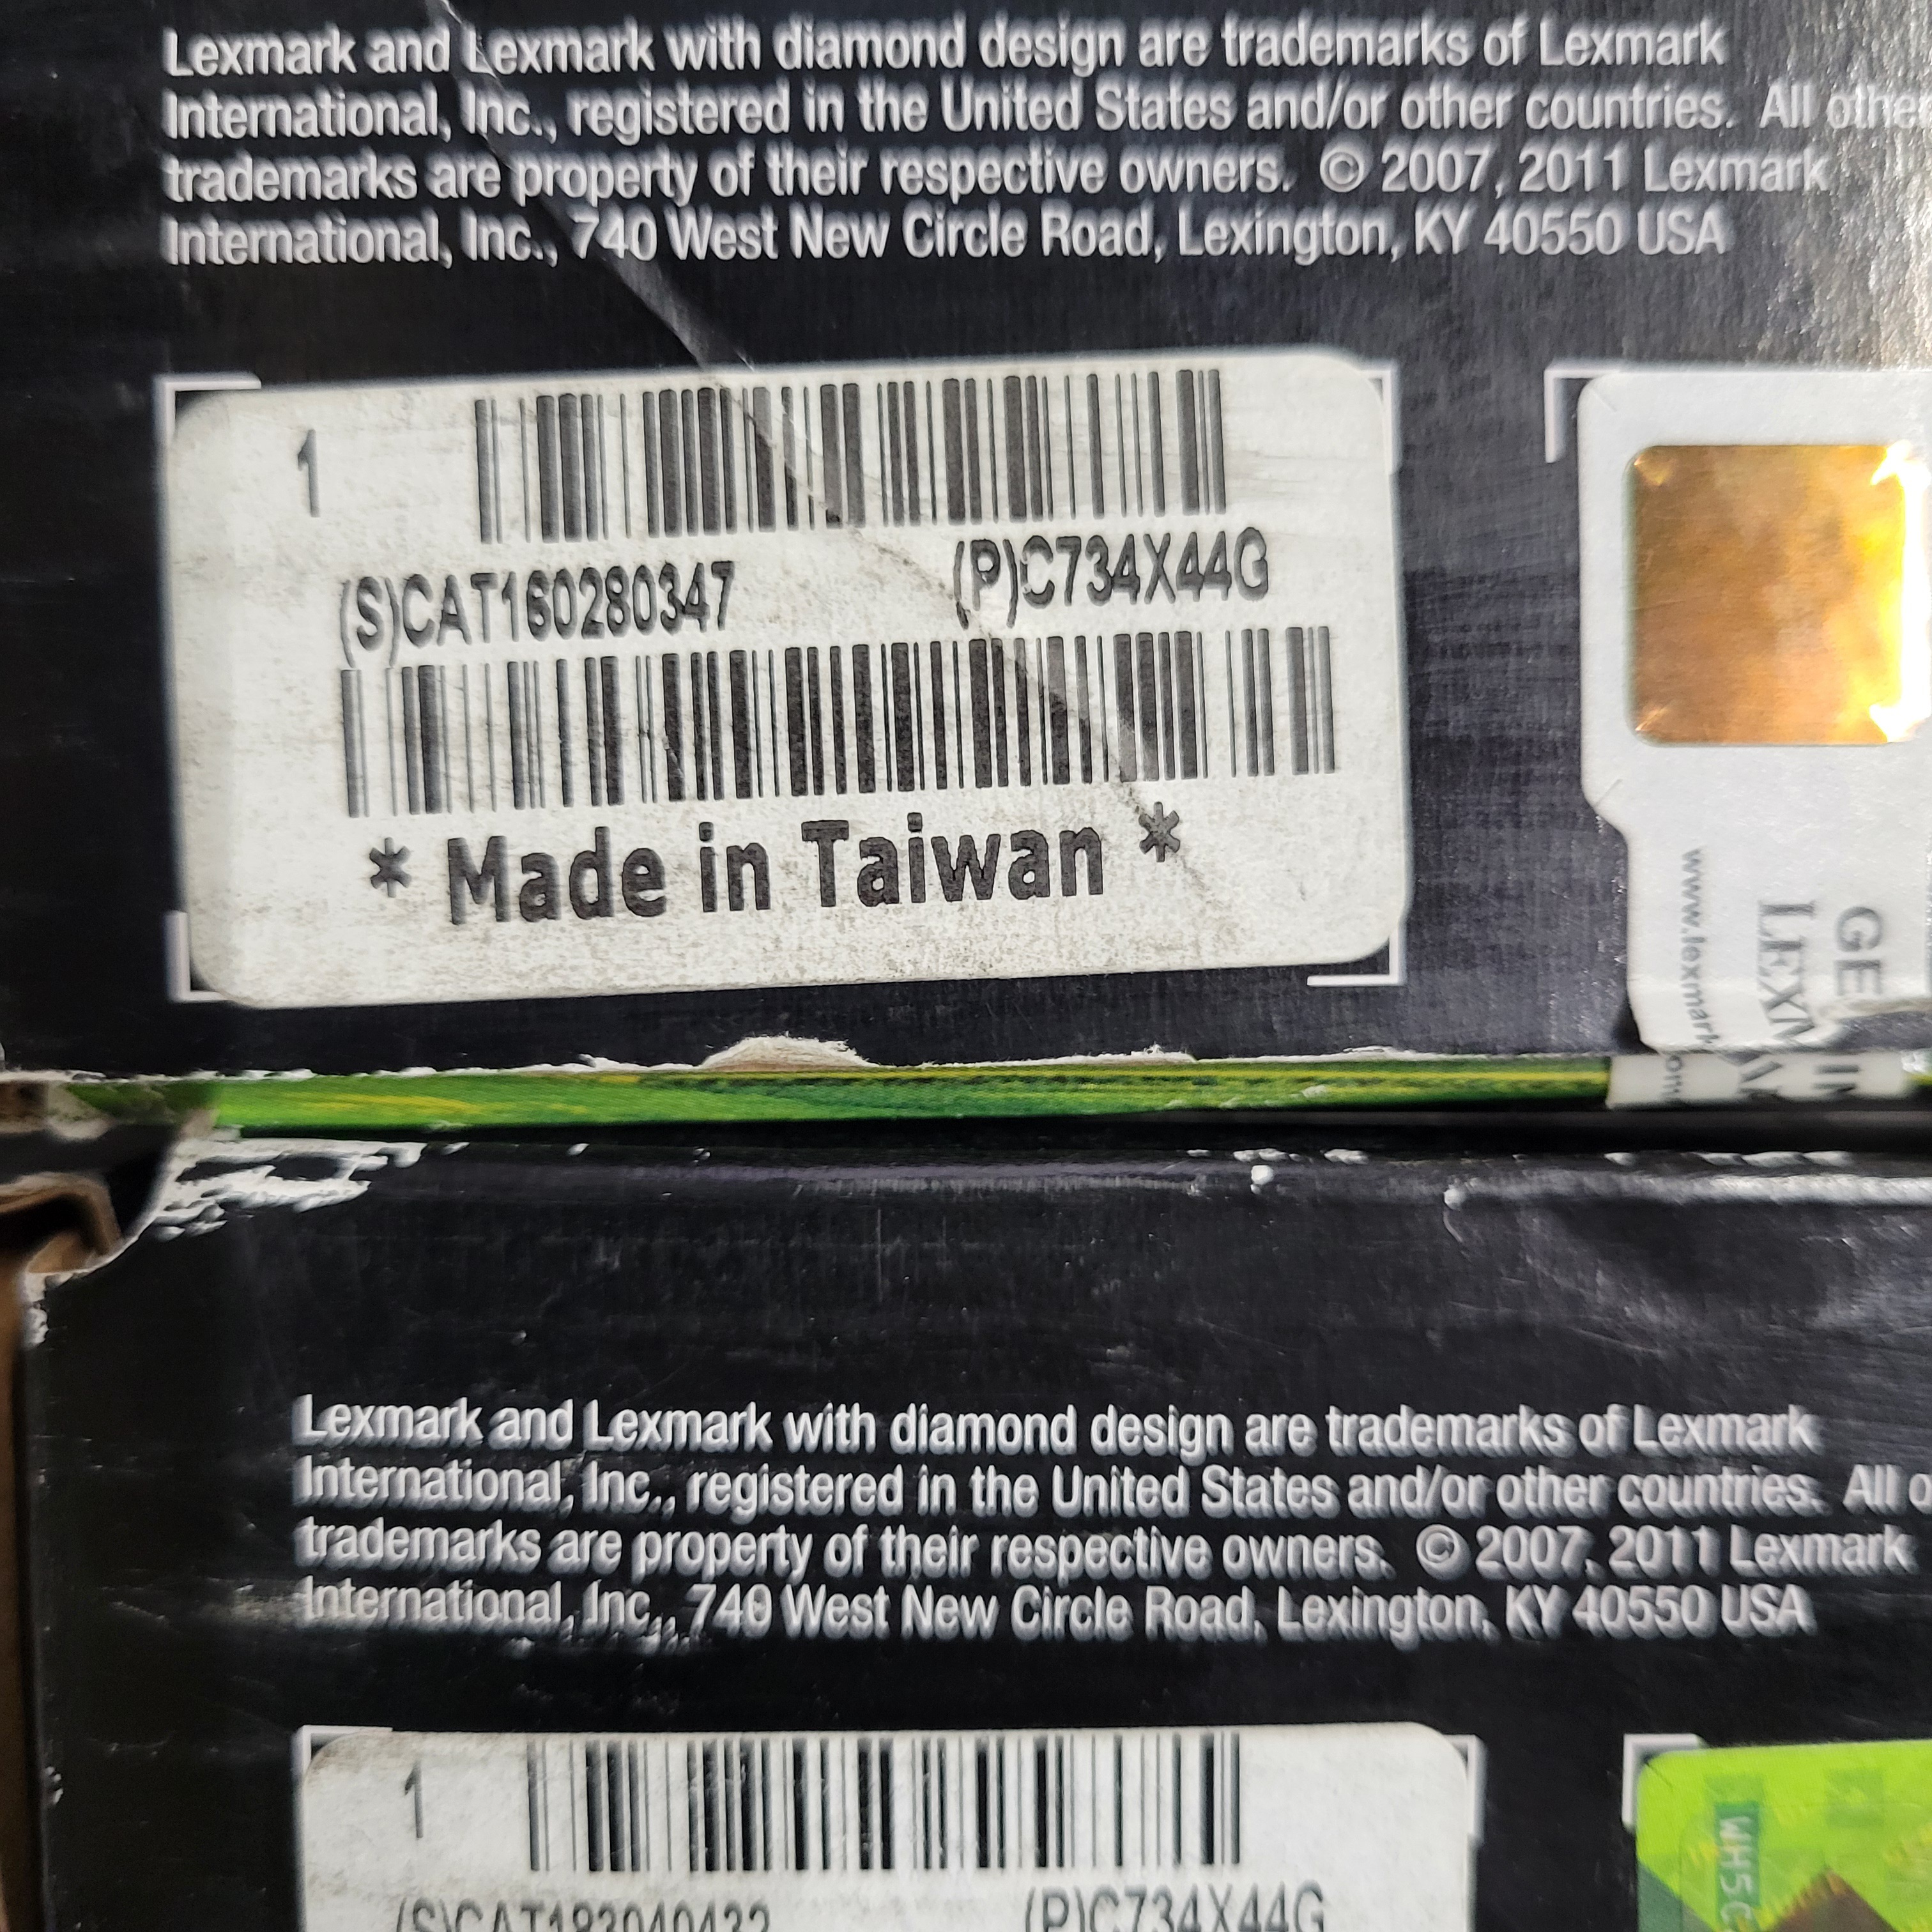 Lexmark and Lexmark with diamond design are trademarks of Lexmark
International, Inc., registered in the United States and/or other countries. All other
trademarks are property of their respective owners. © 2007, 2011 Lexmark
International, Inc., 740 West New Circle Road, Lexington, KY 40550 USA
1
(S)CAT160280347 (P)C734X44G
* Made in Taiwan *
GE
LEXM
www.lexmark
Lexmark and Lexmark with diamond design are trademarks of Lexmark
International, Inc., registered in the United States and/or other countries. All o
trademarks are property of their respective owners. © 2007, 2011 Lexmark
International, Inc., 740 West New Circle Road, Lexington, KY 40550 USA
1
(S)CAT183040432 (P)C734X44G